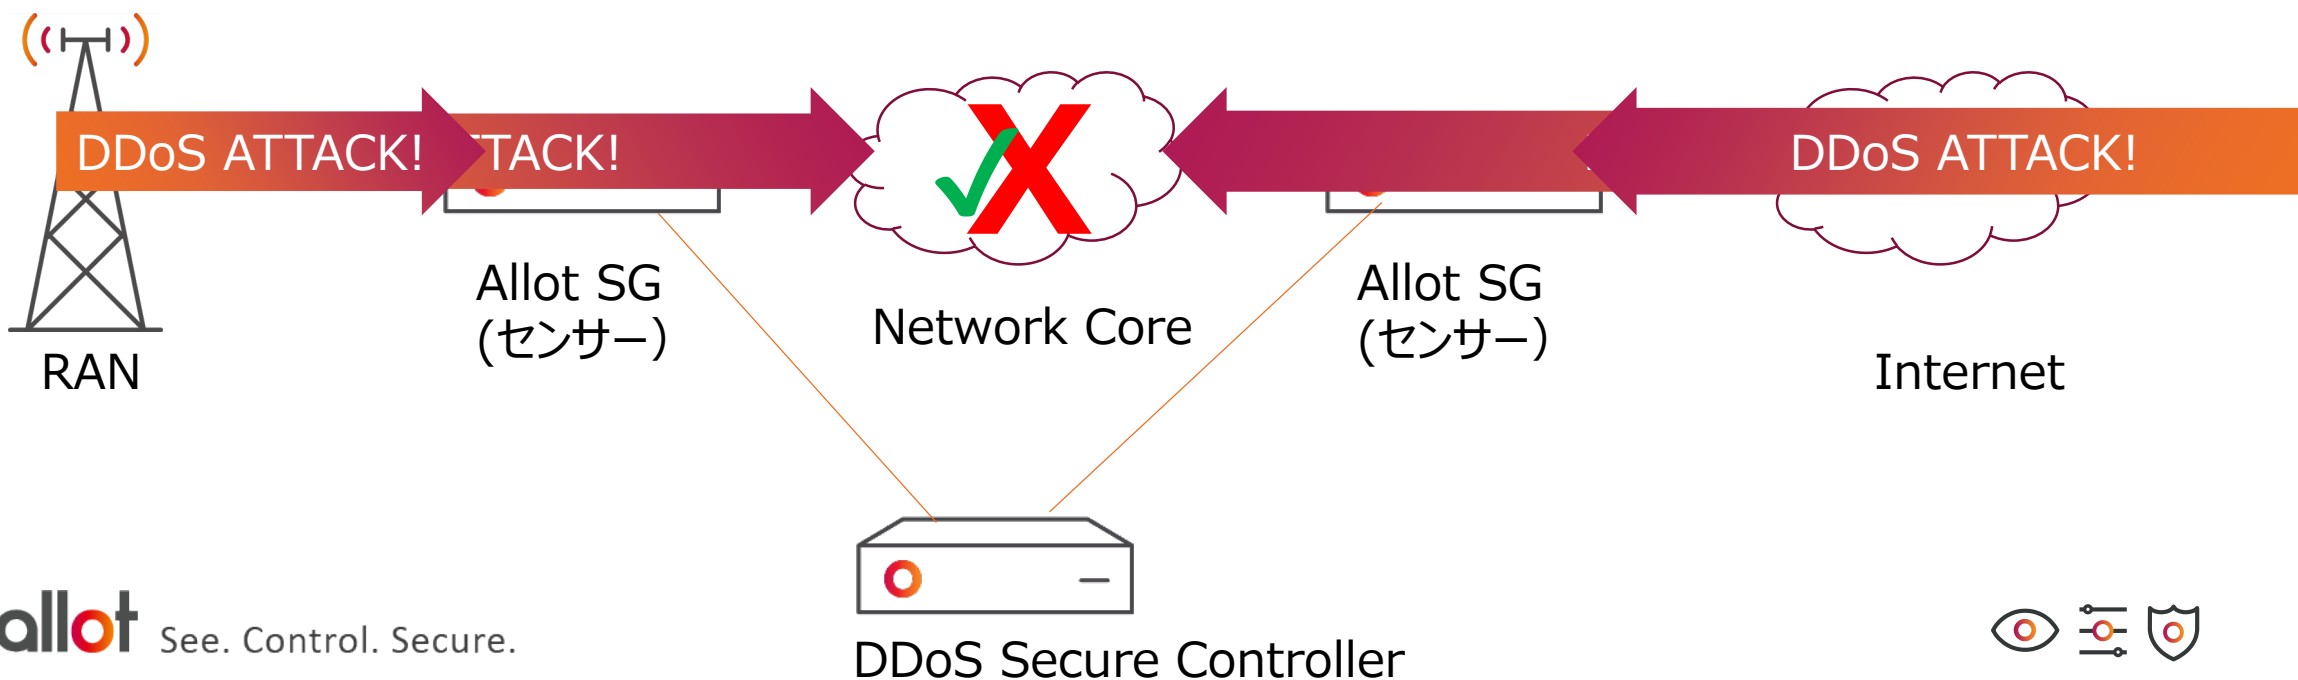 DDoS ATTACK!
TACK!
DDoS ATTACK!
Allot SG
(センサー)
Allot SG
(センサー)
Network Core
RAN
Internet
allot
See. Control. Secure.
DDoS Secure Controller